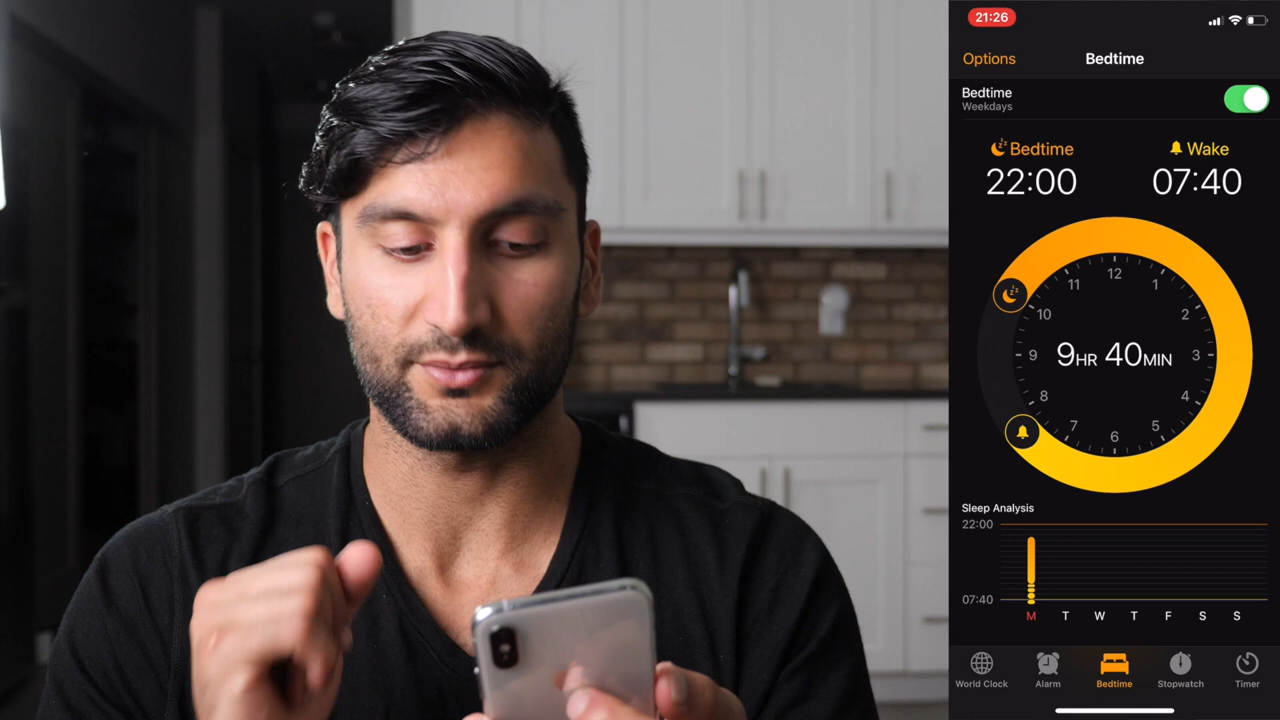 21:26
Options Bedtime
Bedtime
Weekdays
Bedtime Wake
22:00 07:40
12
11 1
10 2
9 9HR 40MIN 3
8 4
7 5
6
Sleep Analysis
22:00
07:40
M T W T F S S
World Clock Alarm Bedtime Stopwatch Timer